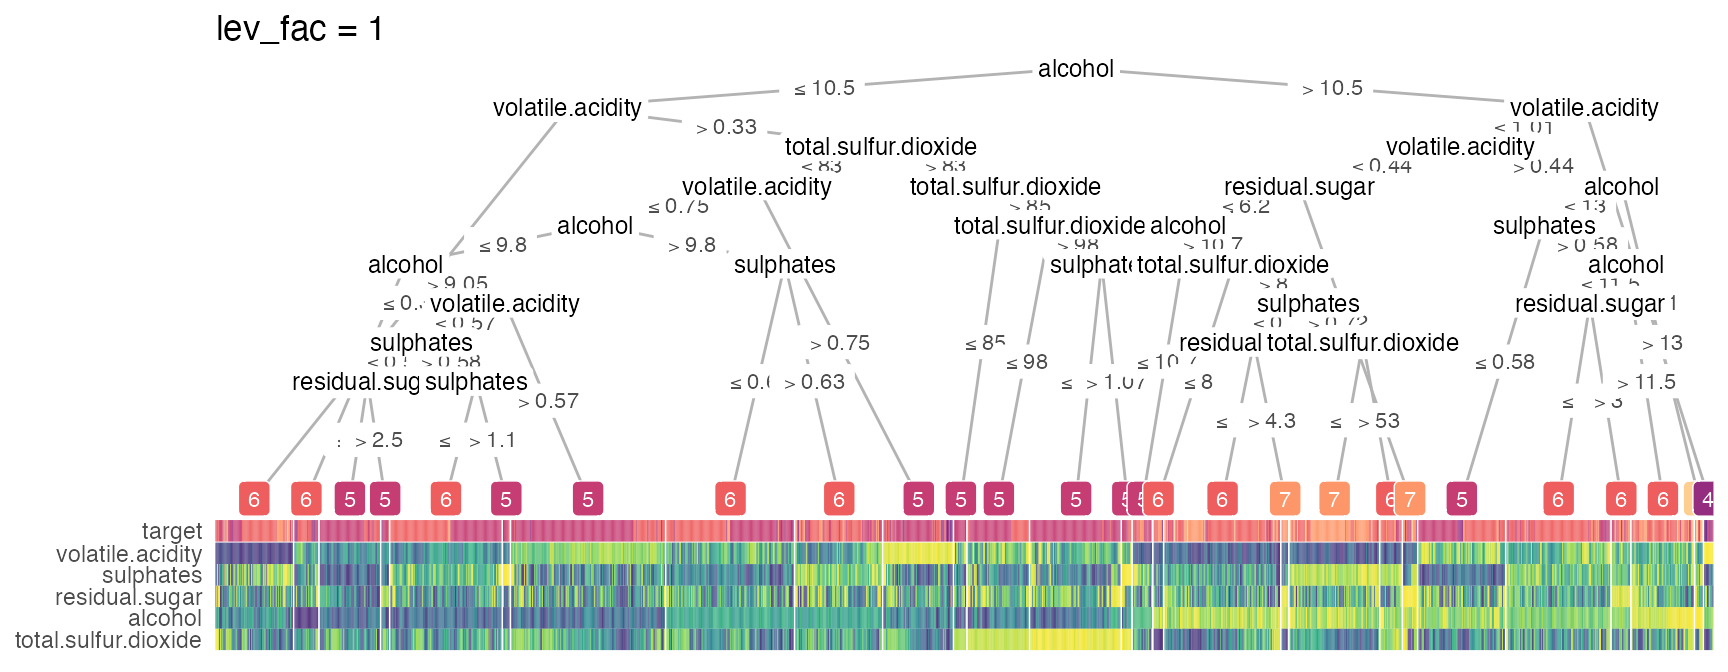 lev_fac = 1
alcohol
≤ 10.5 > 10.5
volatile.acidity volatile.acidity
> 0.33 ≤ 1.01
total.sulfur.dioxide volatile.acidity
≤ 83 > 83 ≤ 0.44 > 0.44
volatile.acidity total.sulfur.dioxide residual.sugar alcohol
≤ 0.75 > 85 ≤ 6.2 ≤ 13
alcohol total.sulfur.dioxide alcohol sulphates
≤ 9.8 > 9.8 > 98 > 10.7 > 0.58
alcohol sulphates total.sulfur.dioxide alcohol
> 9.05 > 8 ≤ 11.5
volatile.acidity sulphates residual.sugar
≤ 0.57 > 0.72
sulphates > 0.75 ≤ 85 residual total.sulfur.dioxide > 13
> 0.58 ≤ 98 ≤ 10.7 ≤ 0.58
sulphates > 0.63 > 1.07 ≤ 8 > 11.5
> 0.57 > 3
> 4.3 > 53
> 2.5 > 1.1
6 6 5 5 6 5 5 6 6 5 5 5 5 5 5 6 6 7 7 6 7 5 6 6 6 4
target
volatile.acidity
sulphates
residual.sugar
alcohol
total.sulfur.dioxide